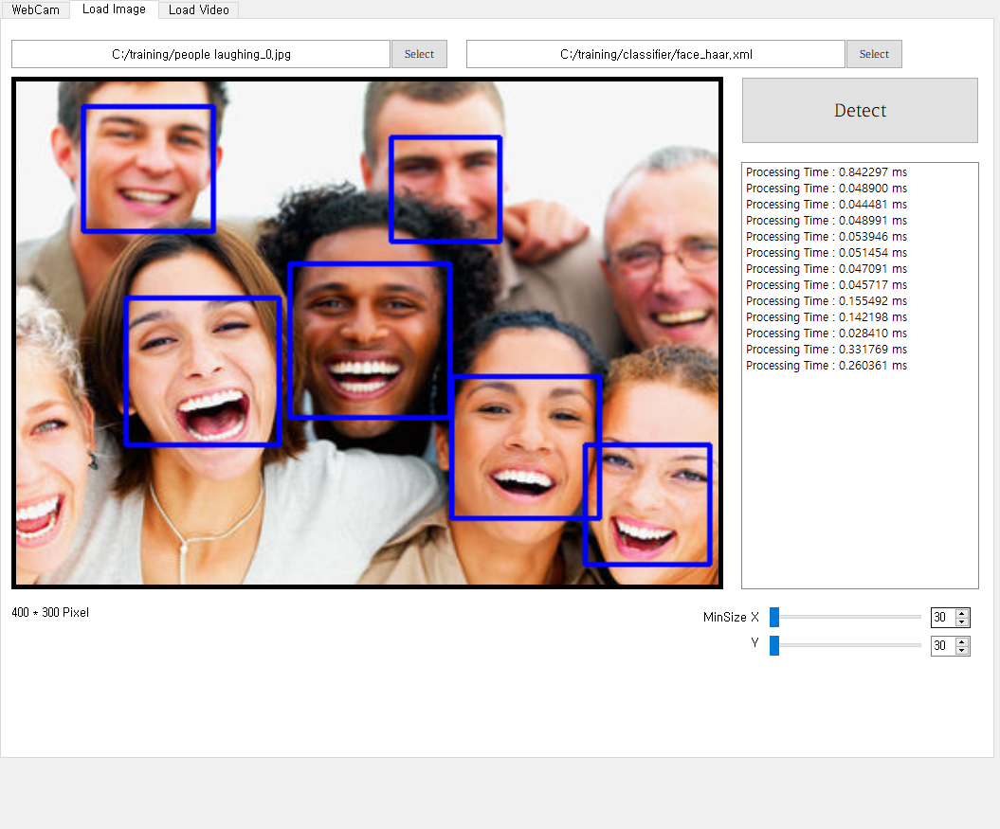 WebCam
Load Image
Load Video
C:/training/people laughing_0.jpg
Select
C:/training/classifier/face_haar.xml
Select
Detect
Processing Time : 0.842297 ms
Processing Time : 0.048900 ms
Processing Time : 0.044481 ms
Processing Time : 0.048991 ms
Processing Time : 0.053946 ms
Processing Time : 0.051454 ms
Processing Time : 0.047091 ms
Processing Time : 0.045717 ms
Processing Time : 0.155492 ms
Processing Time : 0.142198 ms
Processing Time : 0.028410 ms
Processing Time : 0.331769 ms
Processing Time : 0.260361 ms
400 * 300 Pixel
MinSize X
30
Y
30